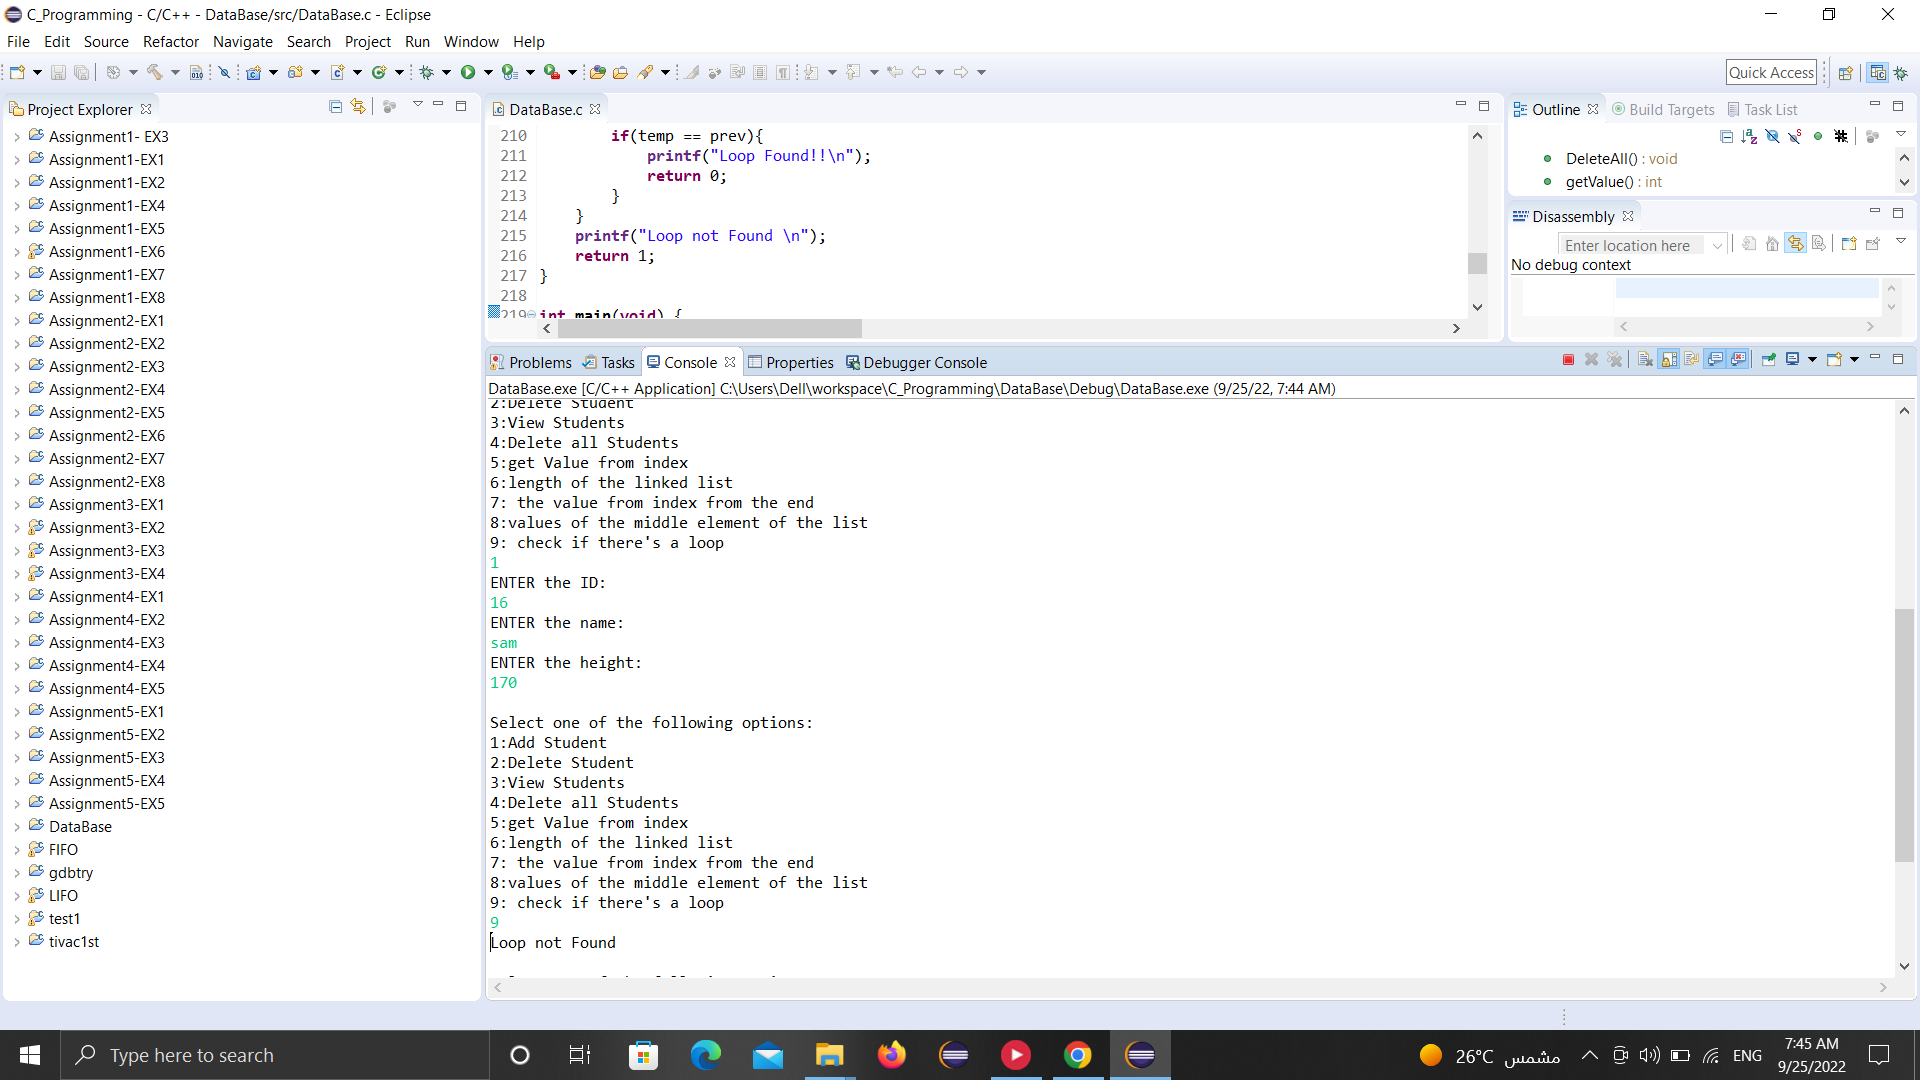 C_Programming - C/C++ - DataBase/src/DataBase.c - Eclipse
File Edit Source Refactor Navigate Search Project Run Window Help
Quick Access
Project Explorer
Assignment1- EX3
Assignment1-EX1
Assignment1-EX2
Assignment1-EX4
Assignment1-EX5
Assignment1-EX6
Assignment1-EX7
Assignment1-EX8
Assignment2-EX1
Assignment2-EX2
Assignment2-EX3
Assignment2-EX4
Assignment2-EX5
Assignment2-EX6
Assignment2-EX7
Assignment2-EX8
Assignment3-EX1
Assignment3-EX2
Assignment3-EX3
Assignment3-EX4
Assignment4-EX1
Assignment4-EX2
Assignment4-EX3
Assignment4-EX4
Assignment4-EX5
Assignment5-EX1
Assignment5-EX2
Assignment5-EX3
Assignment5-EX4
Assignment5-EX5
DataBase
FIFO
gdbtry
LIFO
test1
tivac1st
DataBase.c
210 if(temp == prev){
211 printf("Loop Found!!\n");
212 return 0;
213 }
214 }
215 printf("Loop not Found \n");
216 return 1;
217 }
218
219 int main(void) {
Outline Build Targets Task List
DeleteAll() : void
getValue() : int
Disassembly
Enter location here
No debug context
Problems Tasks Console Properties Debugger Console
DataBase.exe [C/C++ Application] C:\Users\Dell\workspace\C_Programming\DataBase\Debug\DataBase.exe (9/25/22, 7:44 AM)
2:Delete Student
3:View Students
4:Delete all Students
5:get Value from index
6:length of the linked list
7: the value from index from the end
8:values of the middle element of the list
9: check if there's a loop
1
ENTER the ID:
16
ENTER the name:
sam
ENTER the height:
170
Select one of the following options:
1:Add Student
2:Delete Student
3:View Students
4:Delete all Students
5:get Value from index
6:length of the linked list
7: the value from index from the end
8:values of the middle element of the list
9: check if there's a loop
9
Loop not Found
Type here to search
26°C مشمس
ENG
7:45 AM
9/25/2022